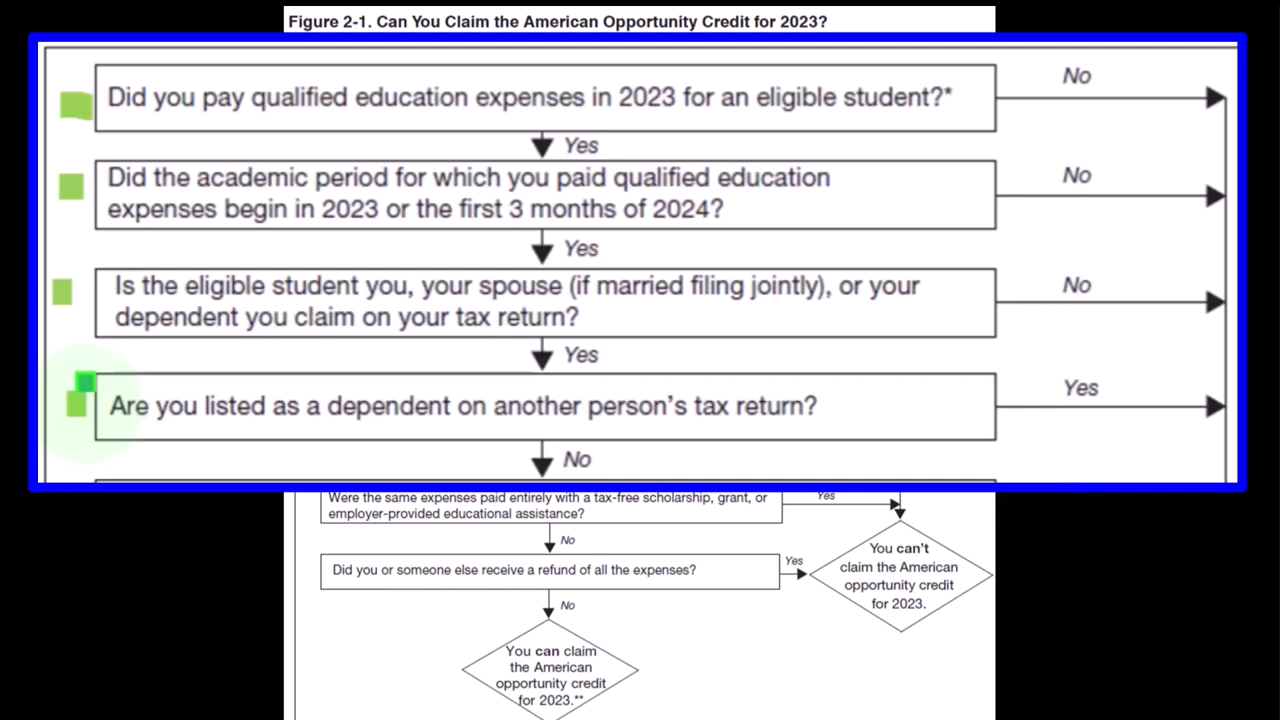 Figure 2-1. Can You Claim the American Opportunity Credit for 2023?
Did you pay qualified education expenses in 2023 for an eligible student?*
No
Yes
Did the academic period for which you paid qualified education
expenses begin in 2023 or the first 3 months of 2024?
No
Yes
Is the eligible student you, your spouse (if married filing jointly), or your
dependent you claim on your tax return?
No
Yes
Are you listed as a dependent on another person's tax return?
Yes
No
Were the same expenses paid entirely with a tax-free scholarship, grant, or
employer-provided educational assistance?
Yes
No
Did you or someone else receive a refund of all the expenses?
Yes
No
You can't
claim the American
opportunity credit
for 2023.
You can claim
the American
opportunity credit
for 2023.**